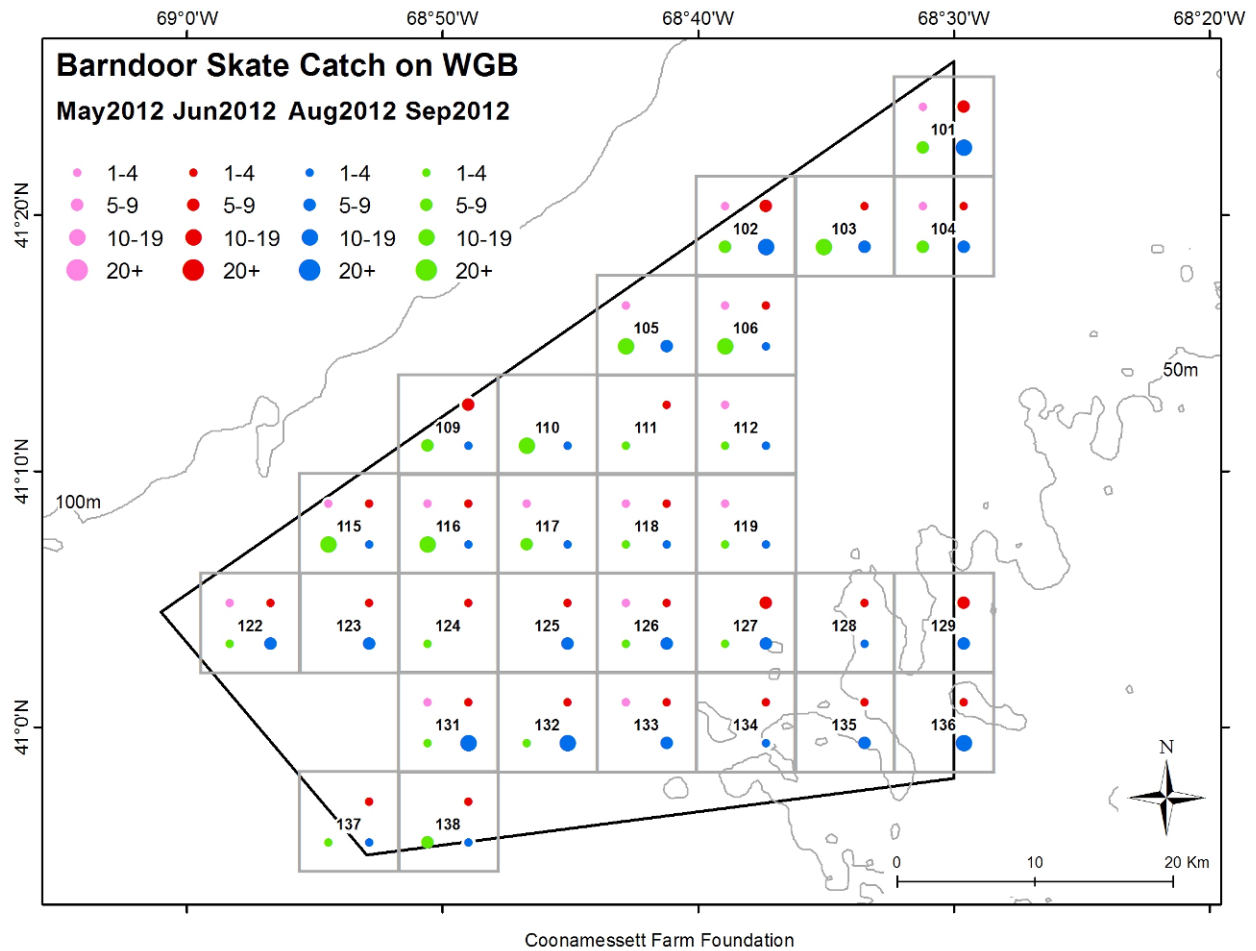 69°0'W 68°50'W 68°40'W 68°30'W 68°20'W
Barndoor Skate Catch on WGB
May2012 Jun2012 Aug2012 Sep2012
1-4 1-4 1-4 1-4
5-9 5-9 5-9 5-9
10-19 10-19 10-19 10-19
20+ 20+ 20+ 20+
41°20'N
41°10'N
41°0'N
101
102 103 104
105 106
50m
109 110 111 112
100m
115 116 117 118 119
122 123 124 125 126 127 128 129
131 132 133 134 135 136
N
137 138
0 10 20 Km
Coonamessett Farm Foundation